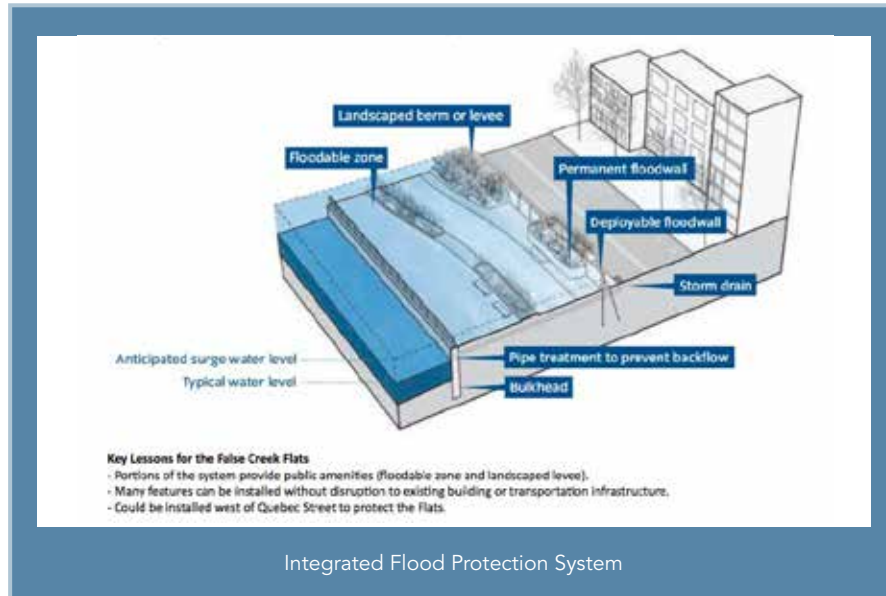 Landscaped berm or levee
Floodable zone
Permanent floodwall
Deployable floodwall
Storm drain
Anticipated surge water level
Pipe treatment to prevent backflow
Typical water level
Bulkhead
Key Lessons for the False Creek Flats
- Portions of the system provide public amenities (floodable zone and landscaped levee).
- Many features can be installed without disruption to existing building or transportation infrastructure.
- Could be installed west of Quebec Street to protect the Flats.
Integrated Flood Protection System